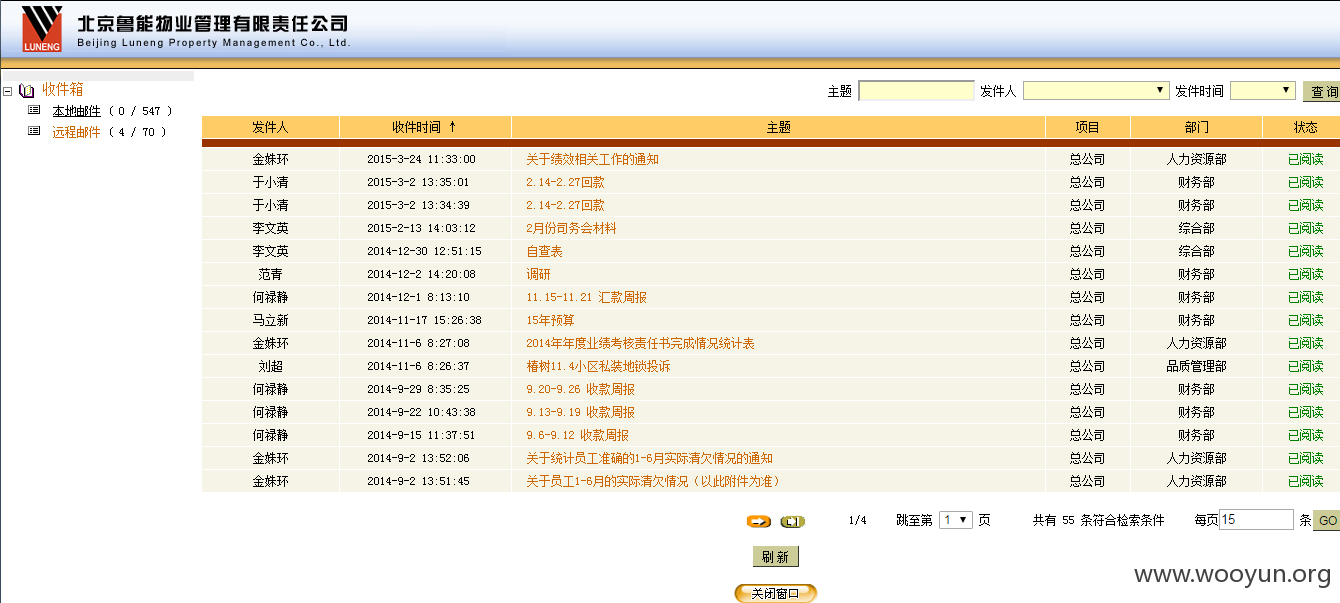 北京鲁能物业管理有限责任公司
LUNENG Beijing Luneng Property Management Co., Ltd.
收件箱
本地邮件 ( 0 / 547 )
远程邮件 ( 4 / 70 )
主题 发件人 发件时间 查询
发件人 收件时间 ↑ 主题 项目 部门 状态
金姝环 2015-3-24 11:33:00 关于绩效相关工作的通知 总公司 人力资源部 已阅读
于小清 2015-3-2 13:35:01 2.14-2.27回款 总公司 财务部 已阅读
于小清 2015-3-2 13:34:39 2.14-2.27回款 总公司 财务部 已阅读
李文英 2015-2-13 14:03:12 2月份司务会材料 总公司 综合部 已阅读
李文英 2014-12-30 12:51:15 自查表 总公司 综合部 已阅读
范青 2014-12-2 14:20:08 调研 总公司 财务部 已阅读
何禄静 2014-12-1 8:13:10 11.15-11.21 汇款周报 总公司 财务部 已阅读
马立新 2014-11-17 15:26:38 15年预算 总公司 财务部 已阅读
金姝环 2014-11-6 8:27:08 2014年年度业绩考核责任书完成情况统计表 总公司 人力资源部 已阅读
刘超 2014-11-6 8:26:37 椿树11.4小区私装地锁投诉 总公司 品质管理部 已阅读
何禄静 2014-9-29 8:35:25 9.20-9.26 收款周报 总公司 财务部 已阅读
何禄静 2014-9-22 10:43:38 9.13-9.19 收款周报 总公司 财务部 已阅读
何禄静 2014-9-15 11:37:51 9.6-9.12 收款周报 总公司 财务部 已阅读
金姝环 2014-9-2 13:52:06 关于统计员工准确的1-6月实际清欠情况的通知 总公司 人力资源部 已阅读
金姝环 2014-9-2 13:51:45 关于员工1-6月的实际清欠情况（以此附件为准） 总公司 人力资源部 已阅读
1/4 跳至第 1 页 共有 55 条符合检索条件 每页 15 条 GO
刷新
关闭窗口
www.wooyun.org